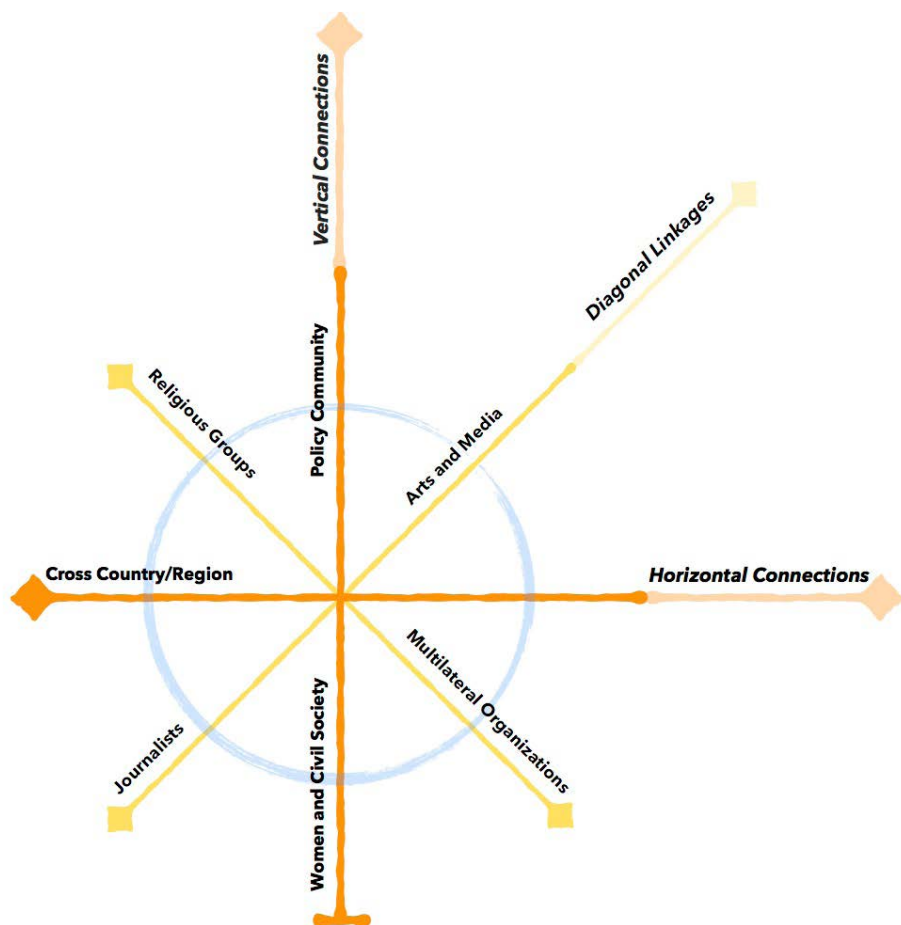 Vertical Connections
Diagonal Linkages
Policy Community
Religious Groups
Arts and Media
Cross Country/Region
Horizontal Connections
Multilateral Organizations
Women and Civil Society
Journalists